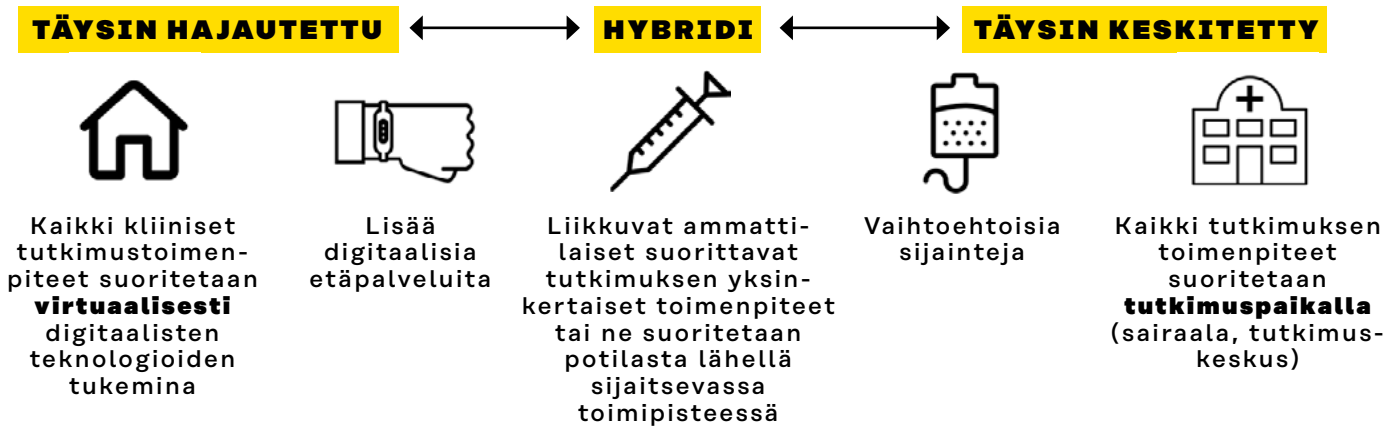 TÄYSIN HAJAUTETTU
HYBRIDI
TÄYSIN KESKITETTY
Kaikki kliiniset
tutkimustoimen-
piteet suoritetaan
virtuaalisesti
digitaalisten
teknologioiden
tukemina
Lisää
digitaalisia
etäpalveluita
Liikkuvat ammatti-
laiset suorittavat
tutkimuksen yksin-
kertaiset toimenpiteet
tai ne suoritetaan
potilasta lähellä
sijaitsevassa
toimipisteessä
Vaihtoehtoisia
sijainteja
Kaikki tutkimuksen
toimenpiteet
suoritetaan
tutkimuspaikalla
(sairaala, tutkimus-
keskus)